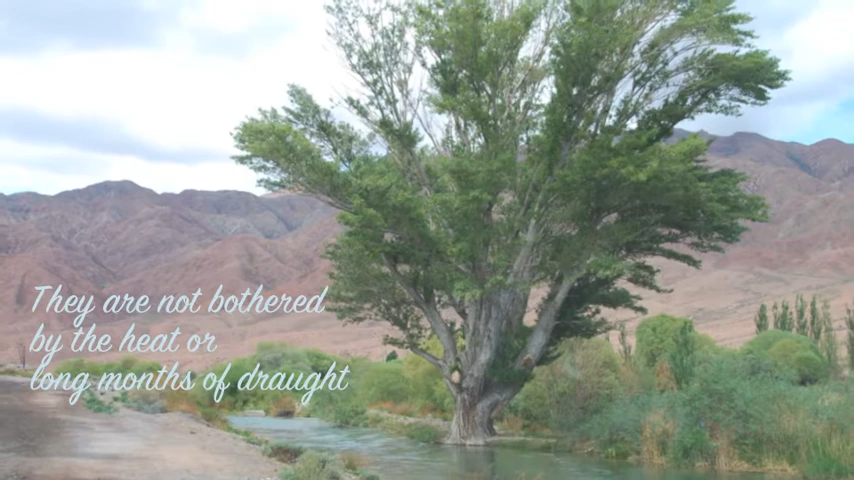 They are not bothered
by the heat or
long months of draught